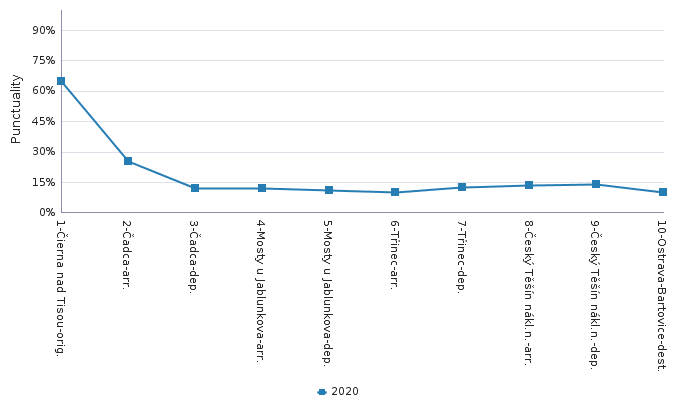 90%
75%
60%
45%
30%
15%
0%
Punctuality
1-Čierna nad Tisou-orig.
2-Čadca-arr.
3-Čadca-dep.
4-Mosty u Jablunkova-arr.
5-Mosty u Jablunkova-dep.
6-Třinec-arr.
7-Třinec-dep.
8-Český Těšín nákl.n.-arr.
9-Český Těšín nákl.n.-dep.
10-Ostrava-Bartovice-dest.
2020